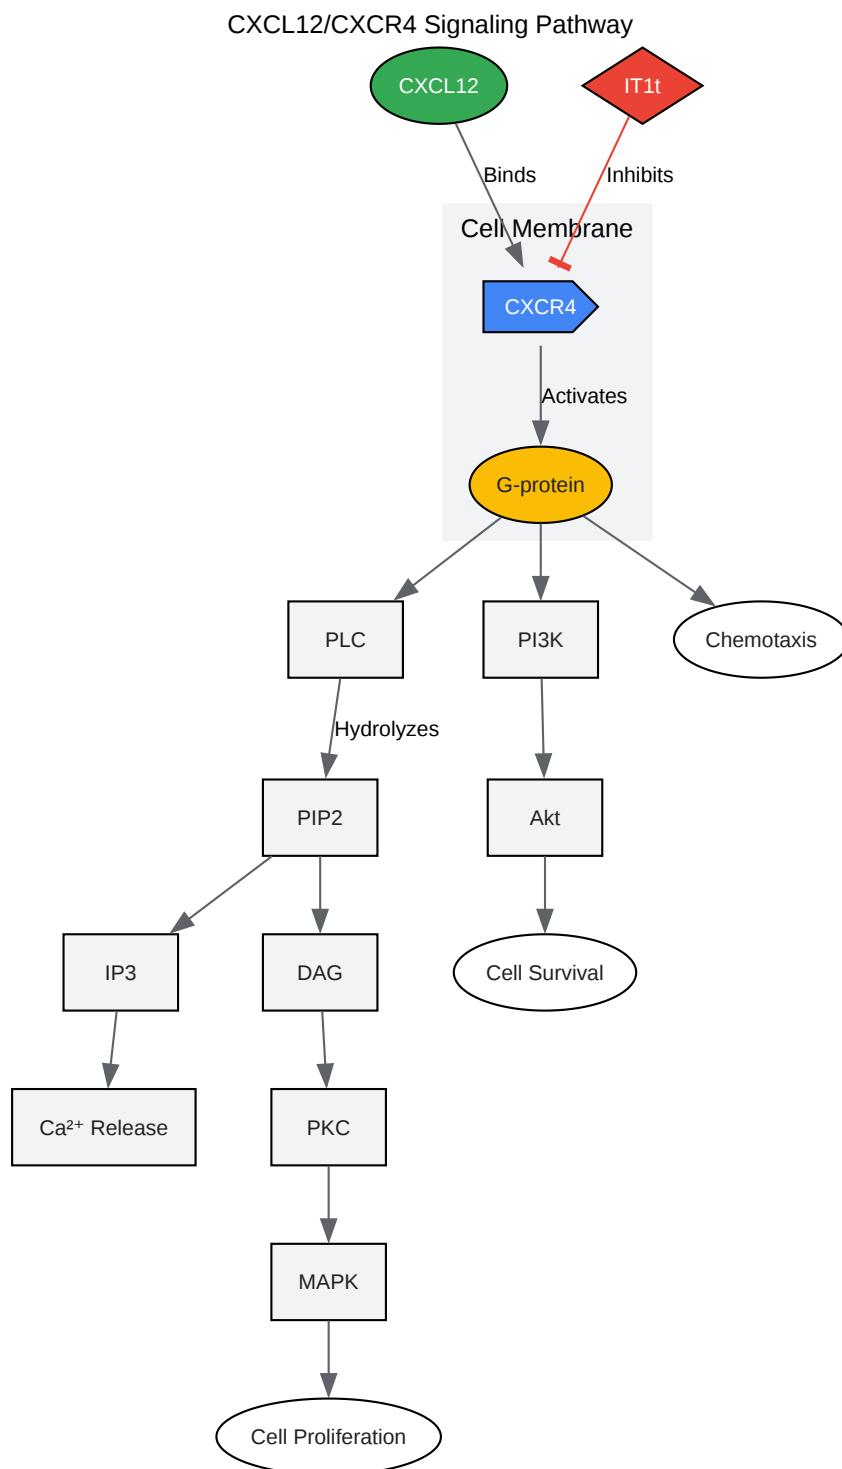 CXCL12/CXCR4 Signaling Pathway
CXCL12
IT1t
Binds
Inhibits
Cell Membrane
CXCR4
Activates
G-protein
PLC
PI3K
Chemotaxis
Hydrolyzes
PIP2
Akt
IP3
DAG
Cell Survival
Ca²⁺ Release
PKC
MAPK
Cell Proliferation